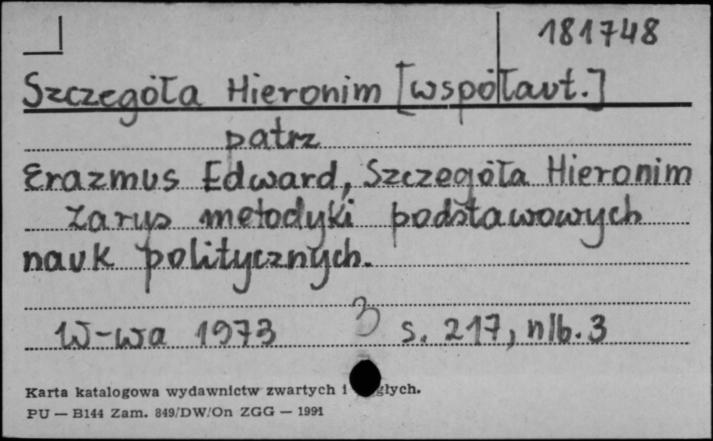 181748
Szczegóła Hieronim [współaut.]
patrz
Erazmus Edward, Szczegóła Hieronim
Zarys metodyki podstawowych
nauk politycznych.
W-wa 1973 3 s. 217, nlb. 3
Karta katalogowa wydawnictw zwartych i
PU — B144 Zam. 849/DW/On ZGG — 1991